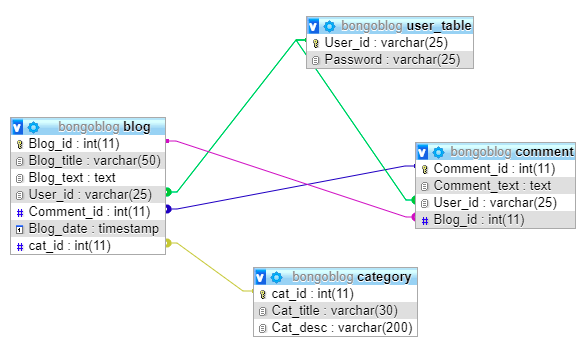 bongoblog user_table
User_id : varchar(25)
Password : varchar(25)
bongoblog blog
Blog_id : int(11)
Blog_title : varchar(50)
Blog_text : text
User_id : varchar(25)
# Comment_id : int(11)
Blog_date : timestamp
# cat_id : int(11)
bongoblog comment
Comment_id : int(11)
Comment_text : text
User_id : varchar(25)
# Blog_id : int(11)
bongoblog category
cat_id : int(11)
Cat_title : varchar(30)
Cat_desc : varchar(200)